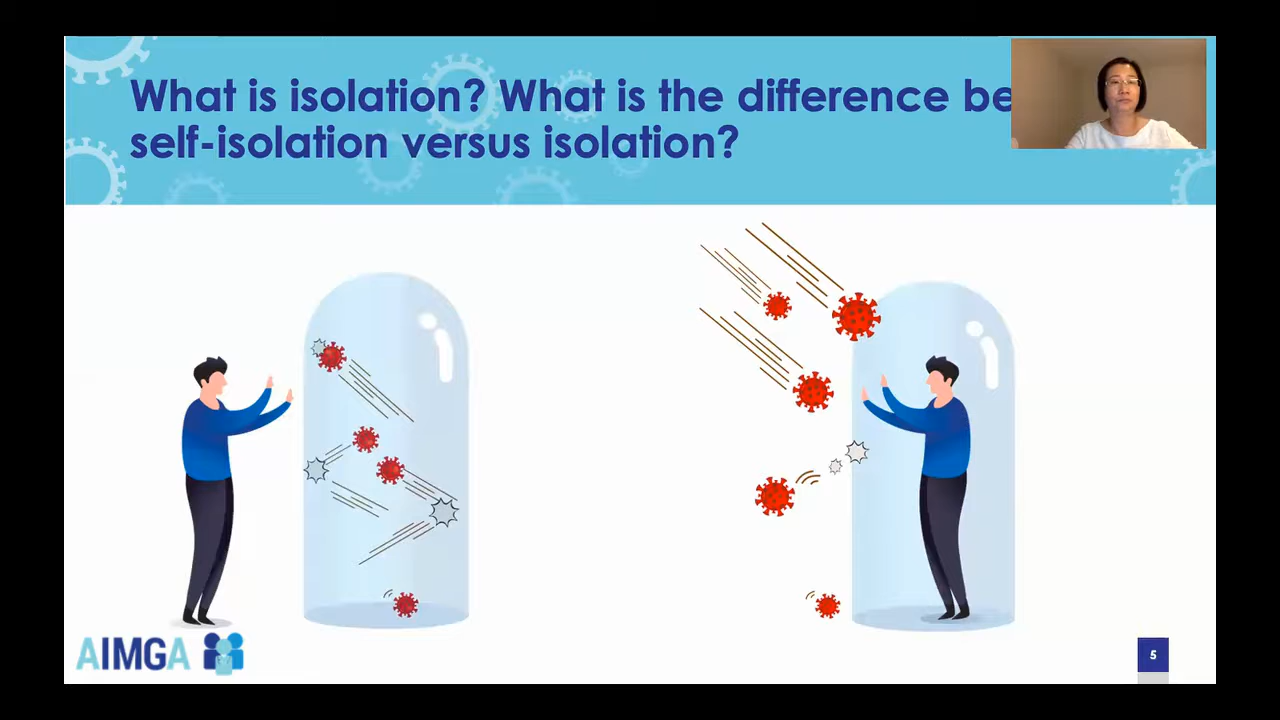 What is isolation? What is the difference be
self-isolation versus isolation?
AIMGA
5